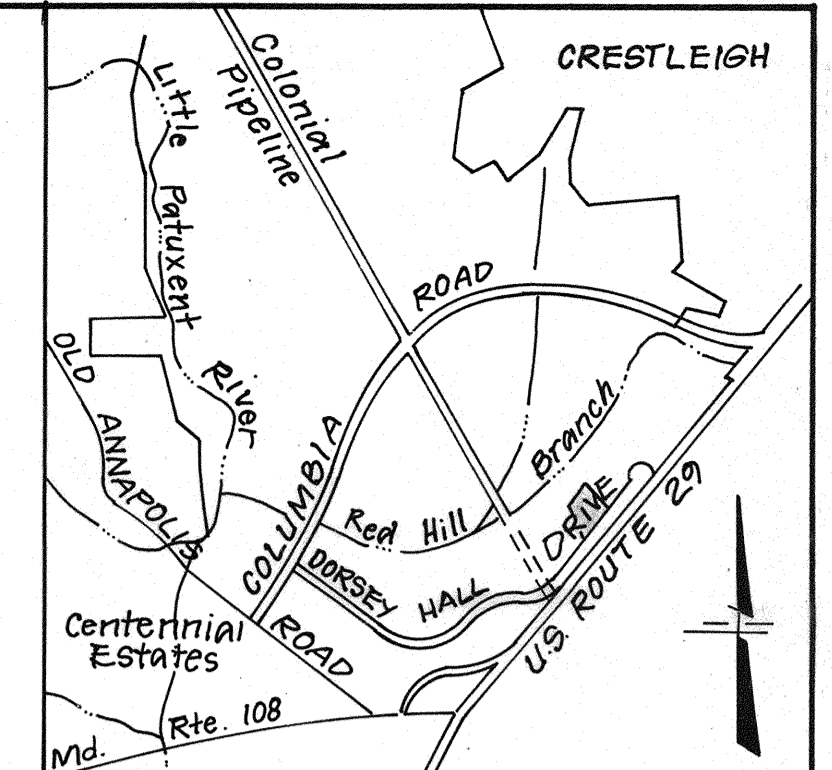 CRESTLEIGH
Colonial
Pipeline
Little Patuxent River
COLUMBIA ROAD
OLD ANNAPOLIS ROAD
Red Hill Branch
DORSEY HALL DRIVE
U.S. ROUTE 29
Centennial
Estates
Md. Rte. 108